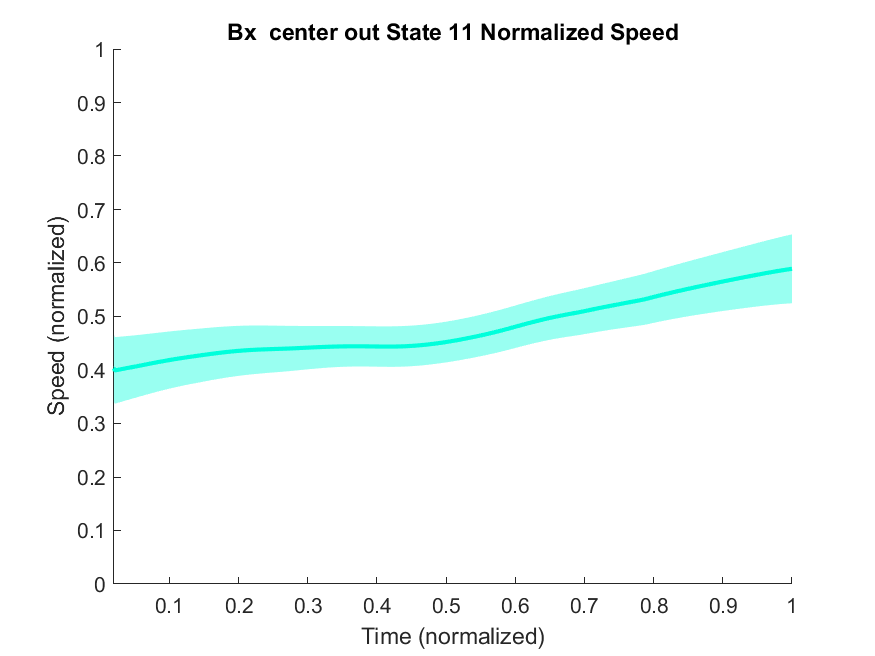 Bx  center out State 11 Normalized Speed
1
0.9
0.8
0.7
0.6
0.5
0.4
0.3
0.2
0.1
0
Speed (normalized)
0.1 0.2 0.3 0.4 0.5 0.6 0.7 0.8 0.9 1
Time (normalized)